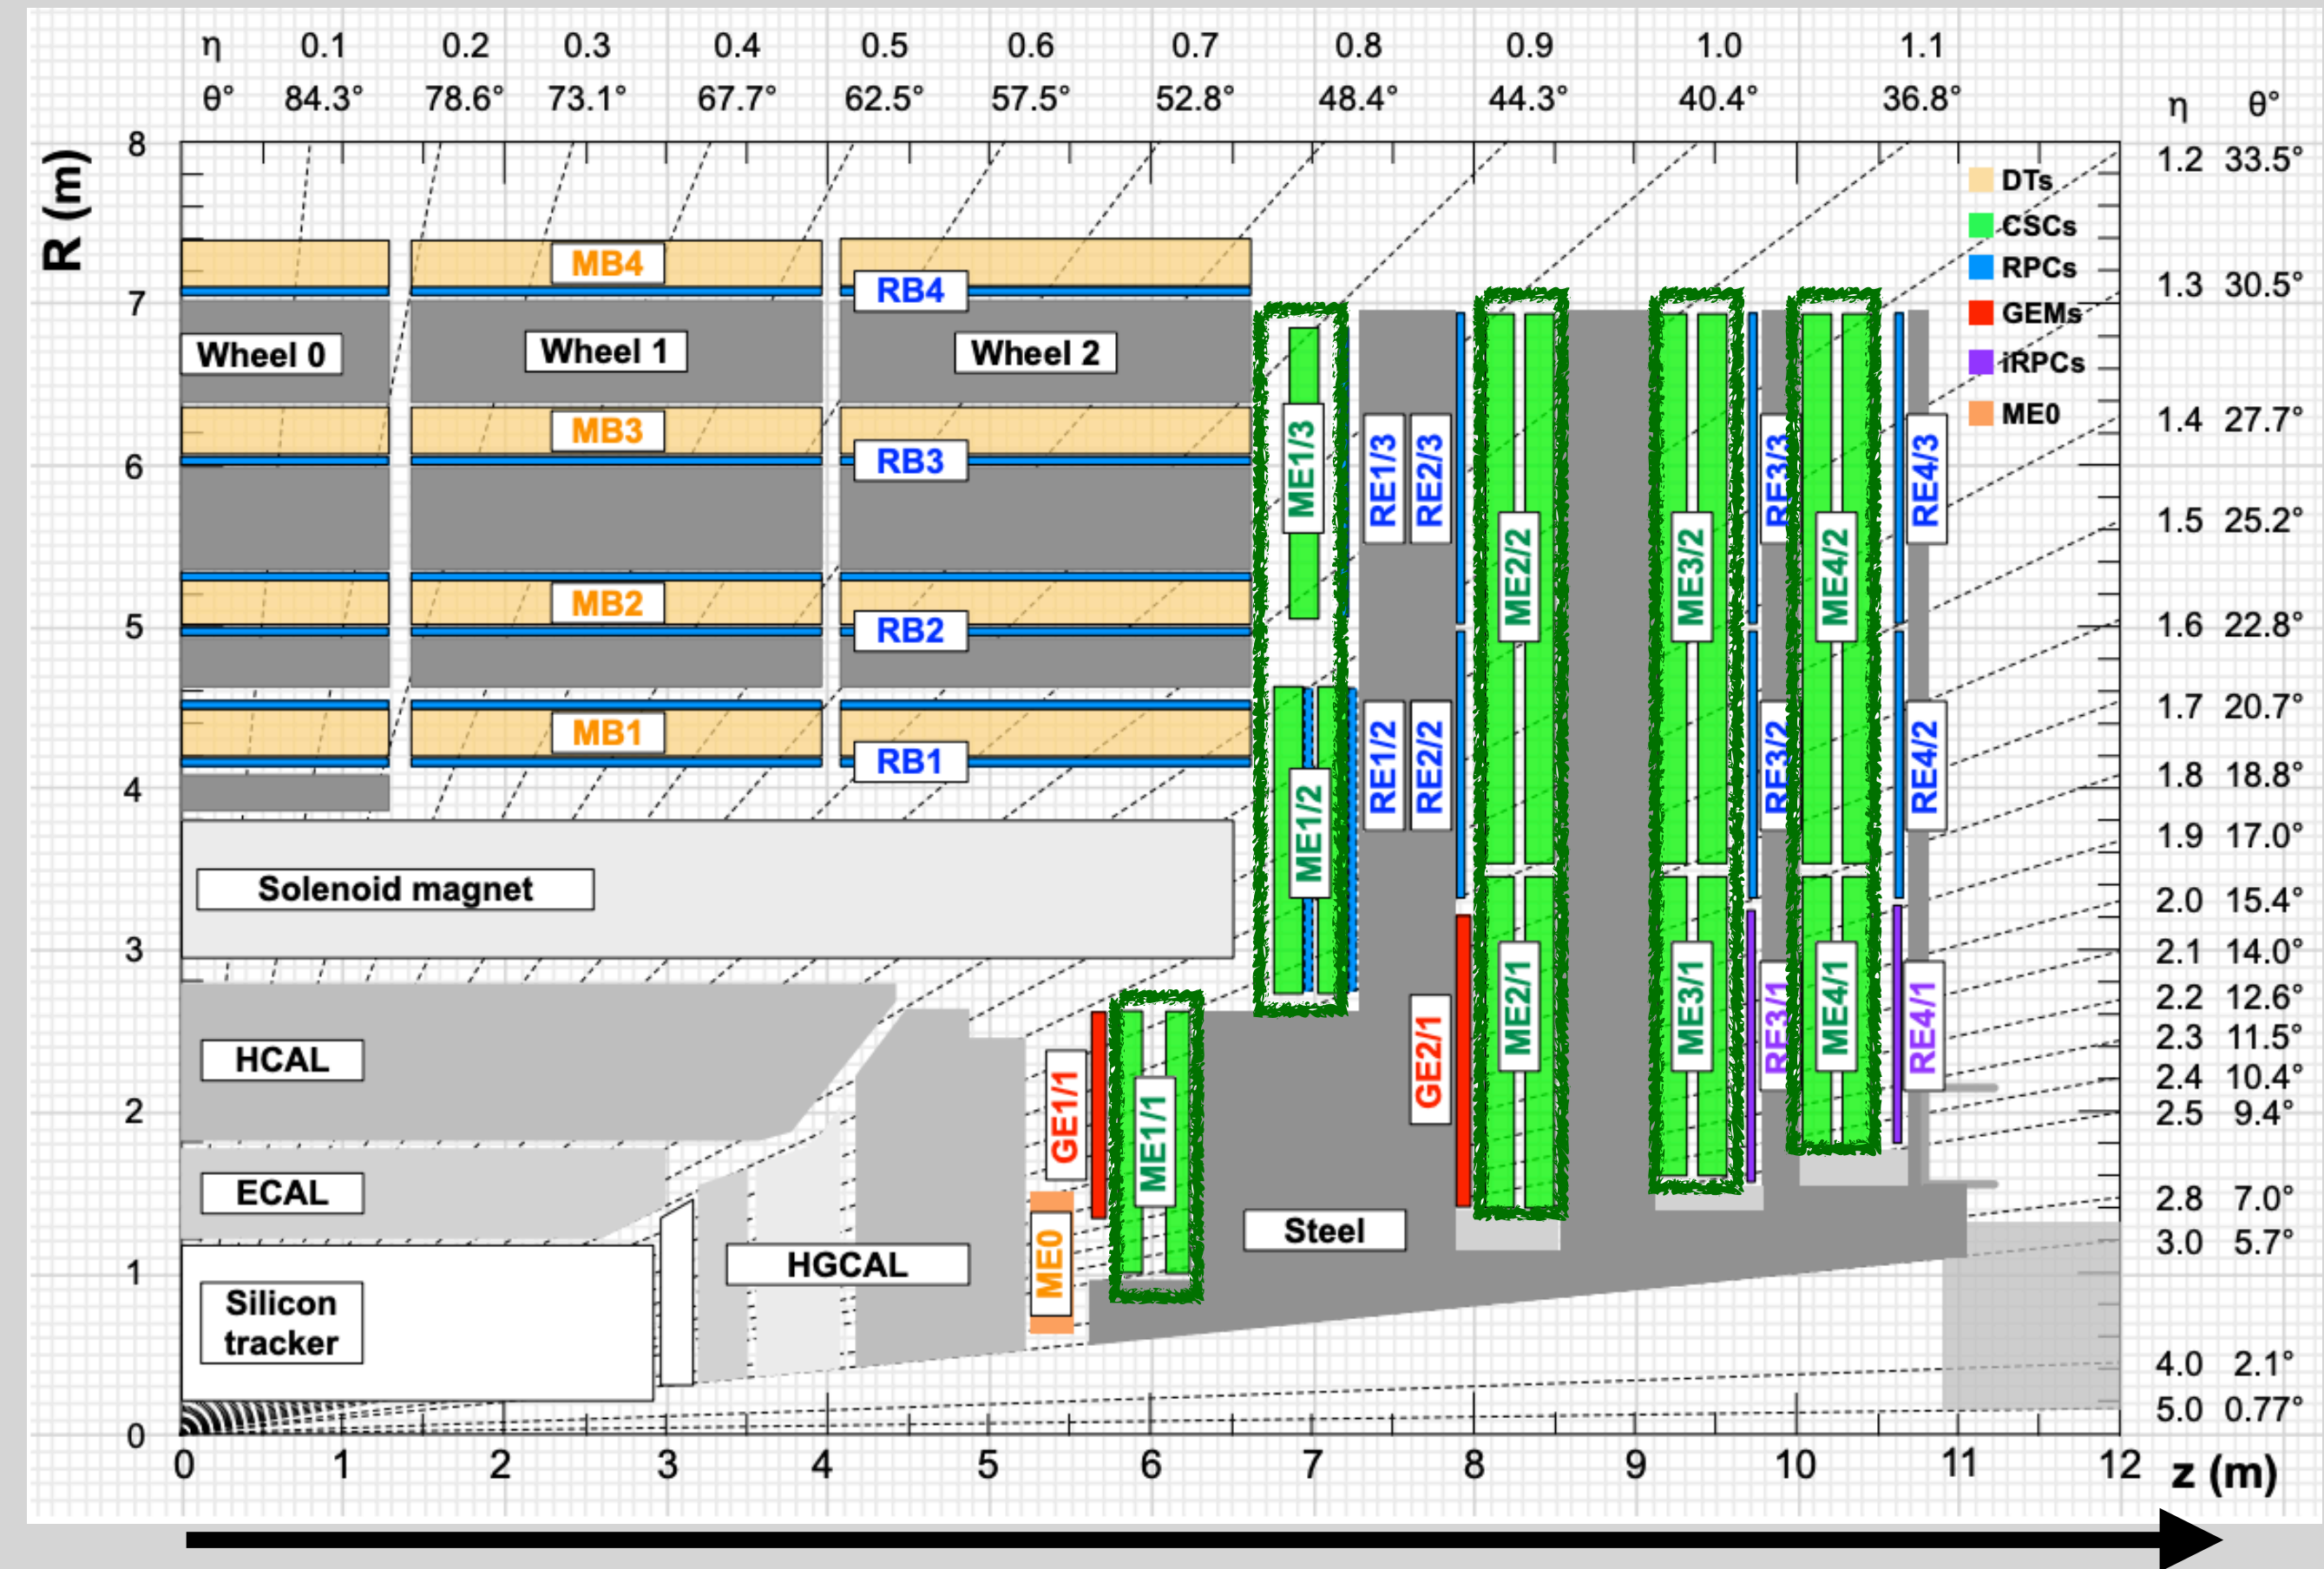 η 0.1 0.2 0.3 0.4 0.5 0.6 0.7 0.8 0.9 1.0 1.1
θ° 84.3° 78.6° 73.1° 67.7° 62.5° 57.5° 52.8° 48.4° 44.3° 40.4° 36.8° η θ°
R (m)
8
7
6
5
4
3
2
1
0
1.2 33.5°
1.3 30.5°
1.4 27.7°
1.5 25.2°
1.6 22.8°
1.7 20.7°
1.8 18.8°
1.9 17.0°
2.0 15.4°
2.1 14.0°
2.2 12.6°
2.3 11.5°
2.4 10.4°
2.5 9.4°
2.8 7.0°
3.0 5.7°
4.0 2.1°
5.0 0.77°
DTs
CSCs
RPCs
GEMs
iRPCs
ME0
MB4
RB4
Wheel 0
Wheel 1
Wheel 2
MB3
RB3
MB2
RB2
MB1
RB1
ME1/3
RE1/3
RE2/3
ME2/2
ME3/2
RE3/3
ME4/2
RE4/3
ME1/2
RE1/2
RE2/2
RE3/2
RE4/2
Solenoid magnet
HCAL
ECAL
Silicon
tracker
HGCAL
GE1/1
ME0
ME1/1
Steel
GE2/1
ME2/1
ME3/1
RE3/1
ME4/1
RE4/1
0 1 2 3 4 5 6 7 8 9 10 11 12 z (m)